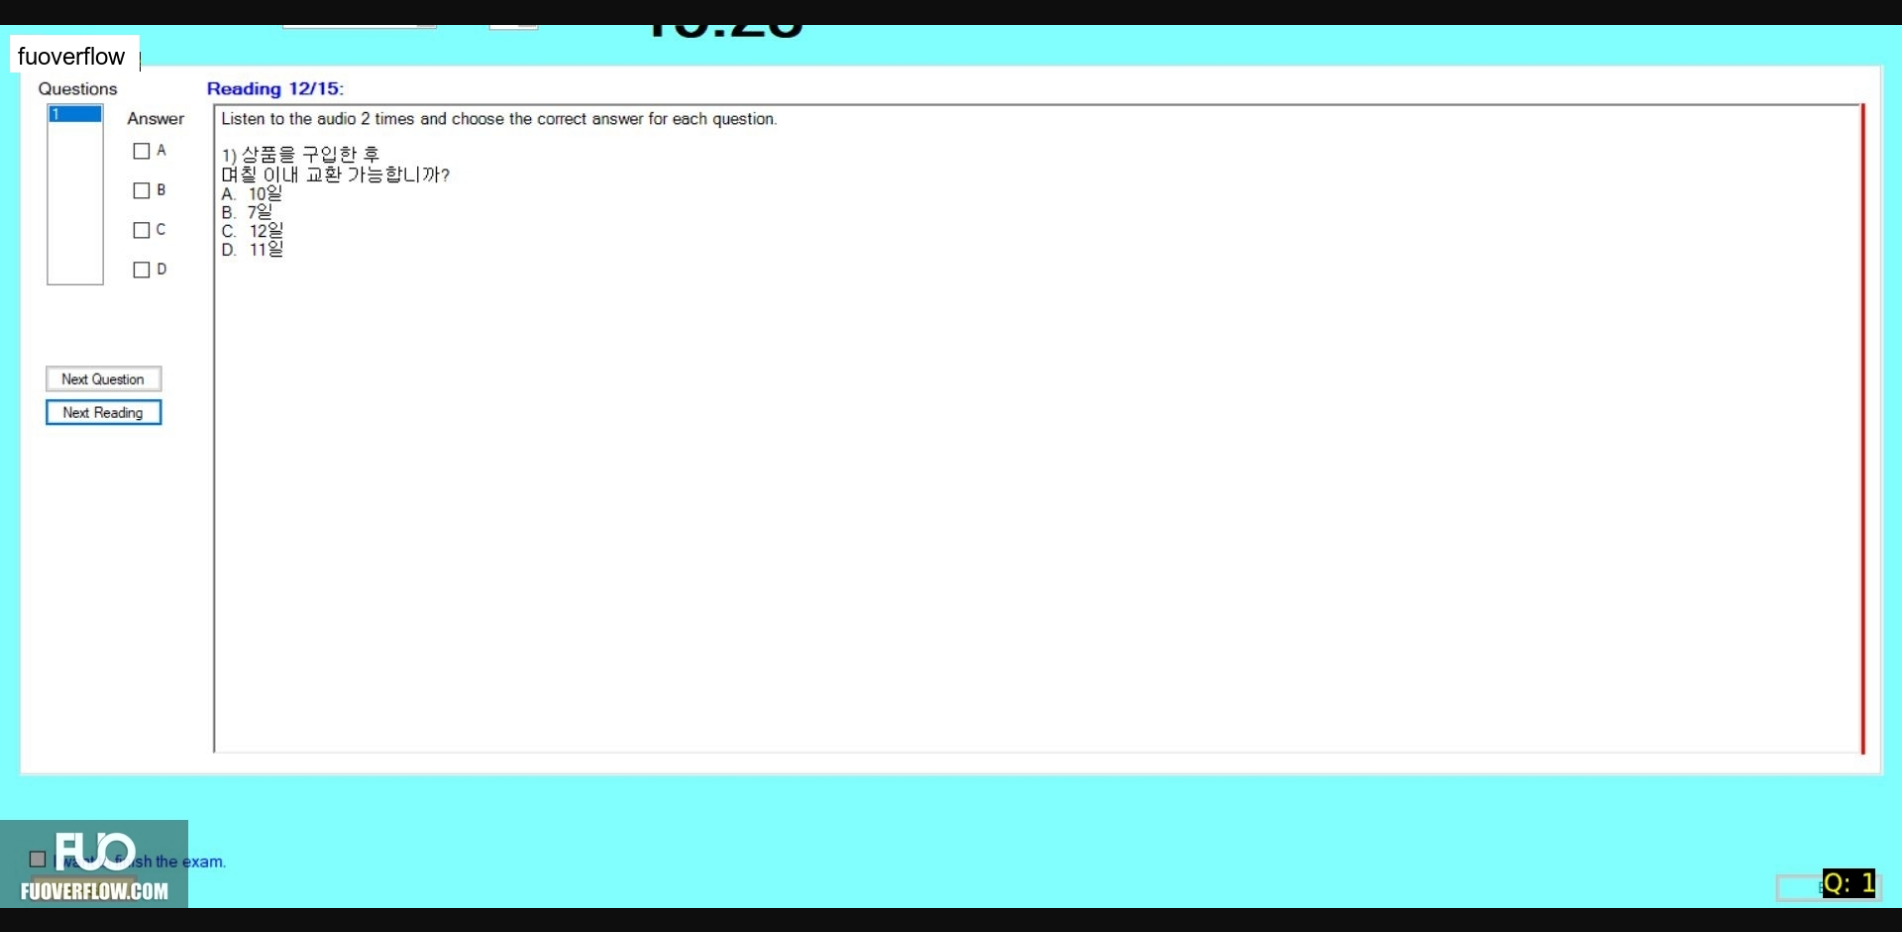 fuoverflow
Questions
Reading 12/15:
1
Answer
Listen to the audio 2 times and choose the correct answer for each question.
A
B
C
D
1) 상품을 구입한 후
며칠 이내 교환 가능합니까?
A. 10일
B. 7일
C. 12일
D. 11일
Next Question
Next Reading
FUO
finish the exam.
FUOVERFLOW.COM
Q: 1